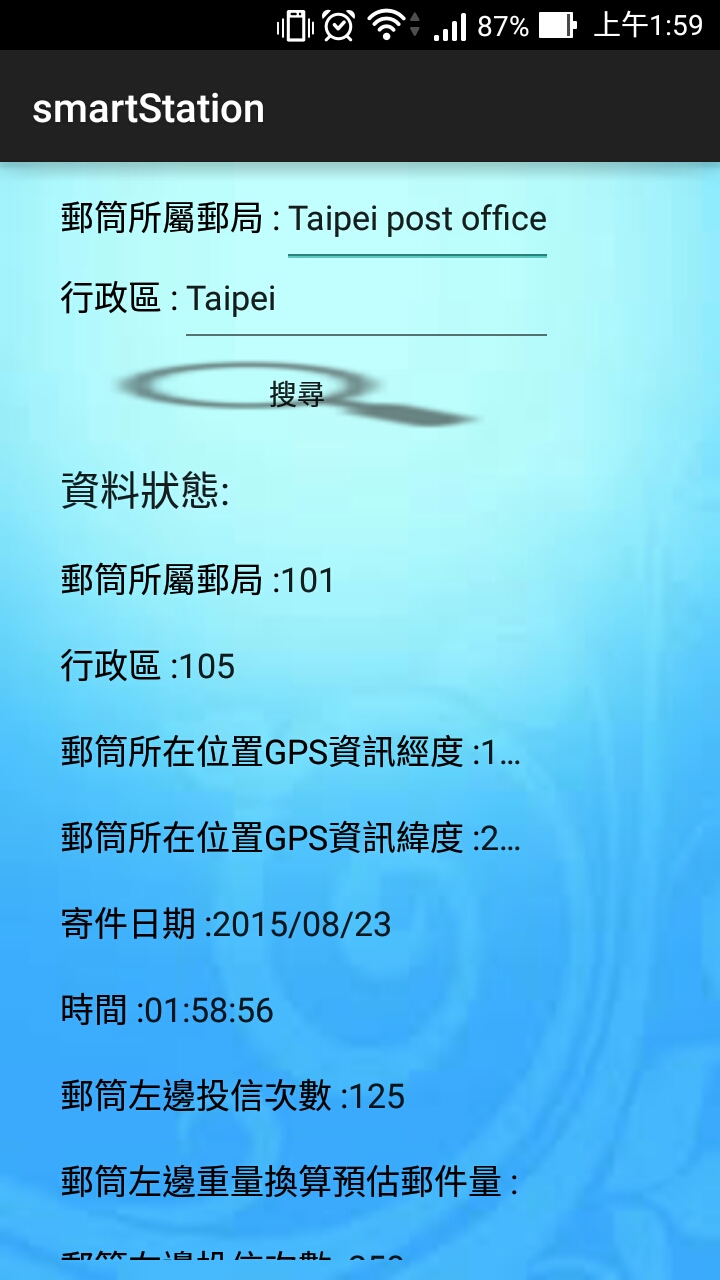 87% 上午1:59
smartStation
郵筒所屬郵局 : Taipei post office
行政區 : Taipei
搜尋
資料狀態:
郵筒所屬郵局 :101
行政區 :105
郵筒所在位置GPS資訊經度 :1...
郵筒所在位置GPS資訊緯度 :2...
寄件日期 :2015/08/23
時間 :01:58:56
郵筒左邊投信次數 :125
郵筒左邊重量換算預估郵件量 :